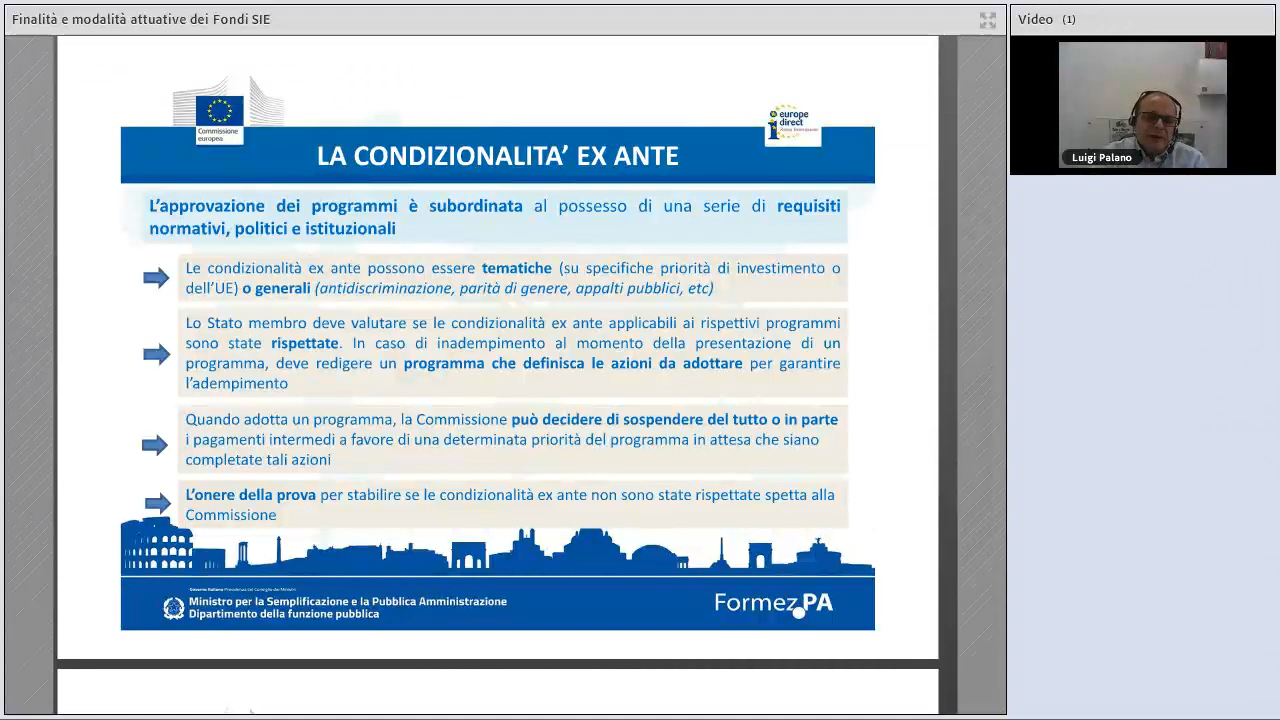 Finalità e modalità attuative dei Fondi SIE
Video (1)
Luigi Palano
Commissione
europea
europe
direct
LA CONDIZIONALITA’ EX ANTE
L’approvazione dei programmi è subordinata al possesso di una serie di requisiti
normativi, politici e istituzionali
Le condizionalità ex ante possono essere tematiche (su specifiche priorità di investimento o
dell’UE) o generali (antidiscriminazione, parità di genere, appalti pubblici, etc)
Lo Stato membro deve valutare se le condizionalità ex ante applicabili ai rispettivi programmi
sono state rispettate. In caso di inadempimento al momento della presentazione di un
programma, deve redigere un programma che definisca le azioni da adottare per garantire
l’adempimento
Quando adotta un programma, la Commissione può decidere di sospendere del tutto o in parte
i pagamenti intermedi a favore di una determinata priorità del programma in attesa che siano
completate tali azioni
L’onere della prova per stabilire se le condizionalità ex ante non sono state rispettate spetta alla
Commissione
Ministro per la Semplificazione e la Pubblica Amministrazione
Dipartimento della funzione pubblica
Formez PA